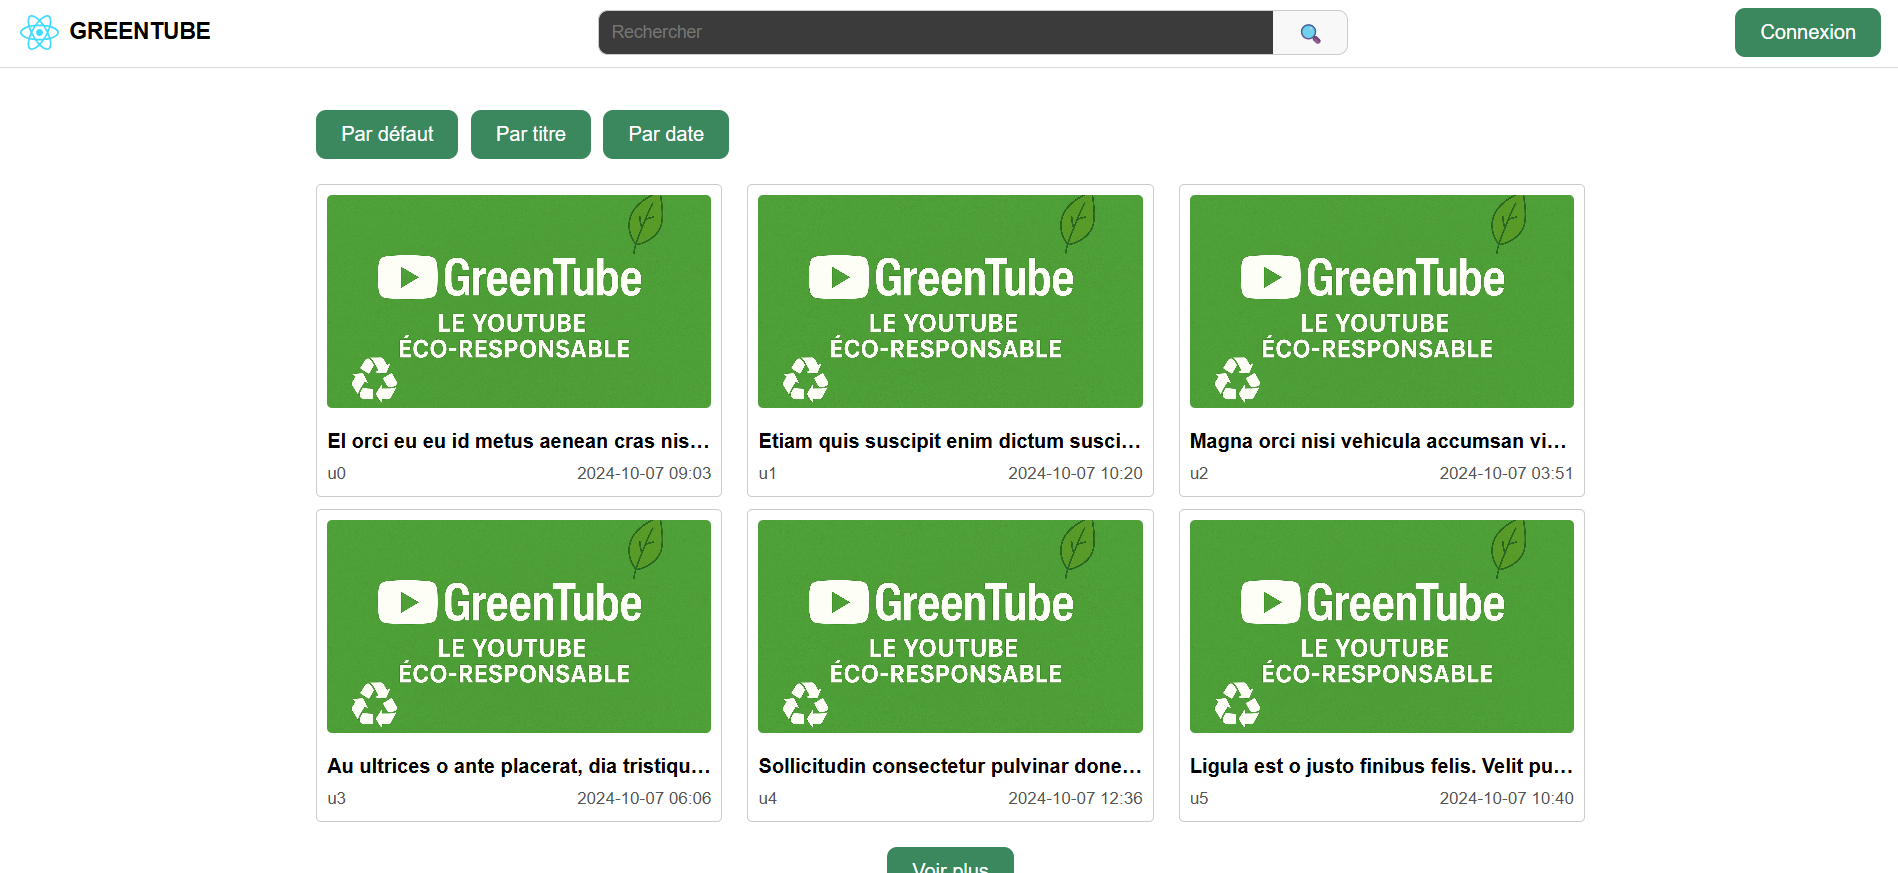 GREENTUBE
Rechercher
Connexion
Par défaut
Par titre
Par date
GreenTube
LE YOUTUBE
ÉCO-RESPONSABLE
El orci eu eu id metus aenean cras nis...
u0
2024-10-07 09:03
GreenTube
LE YOUTUBE
ÉCO-RESPONSABLE
Etiam quis suscipit enim dictum susci...
u1
2024-10-07 10:20
GreenTube
LE YOUTUBE
ÉCO-RESPONSABLE
Magna orci nisi vehicula accumsan vi...
u2
2024-10-07 03:51
GreenTube
LE YOUTUBE
ÉCO-RESPONSABLE
Au ultrices o ante placerat, dia tristiqu...
u3
2024-10-07 06:06
GreenTube
LE YOUTUBE
ÉCO-RESPONSABLE
Sollicitudin consectetur pulvinar done...
u4
2024-10-07 12:36
GreenTube
LE YOUTUBE
ÉCO-RESPONSABLE
Ligula est o justo finibus felis. Velit pu...
u5
2024-10-07 10:40
Voir plus